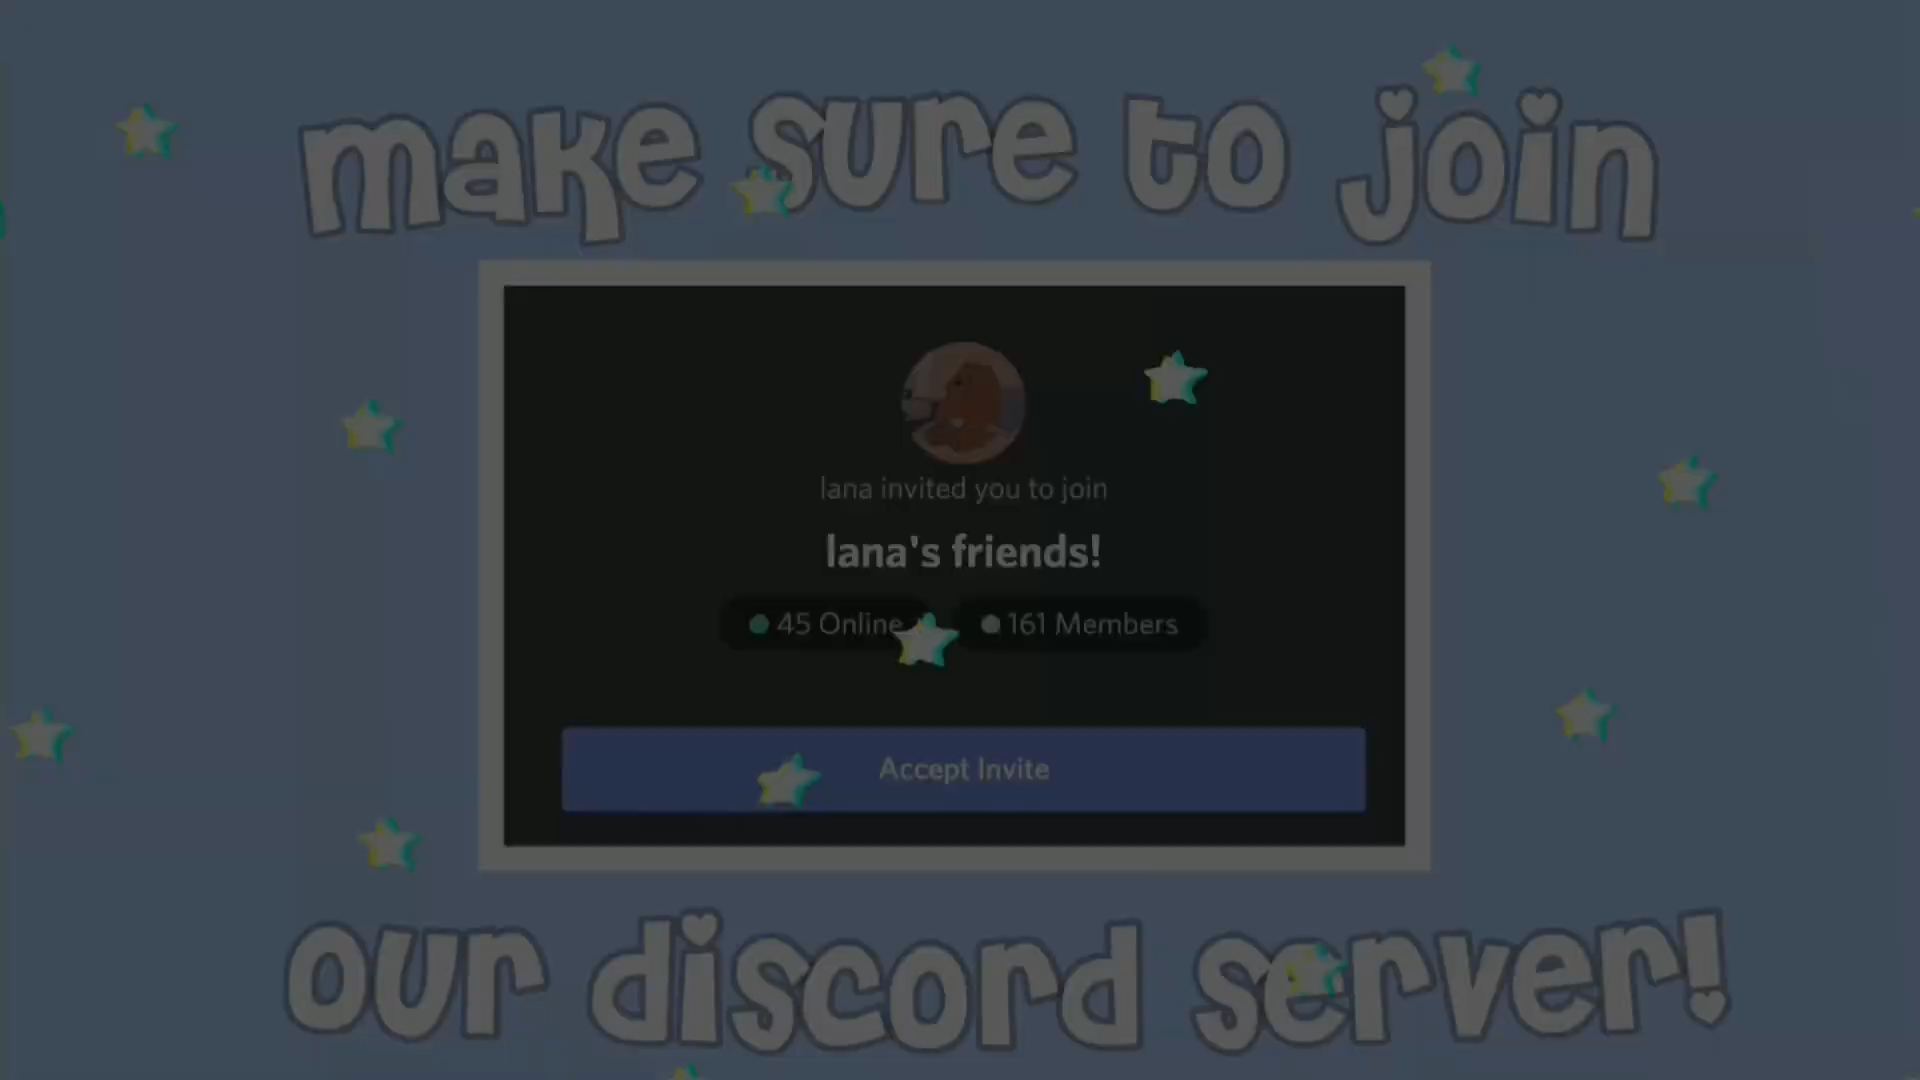 make sure to join
lana invited you to join
lana's friends!
45 Online 161 Members
Accept Invite
our discord server!